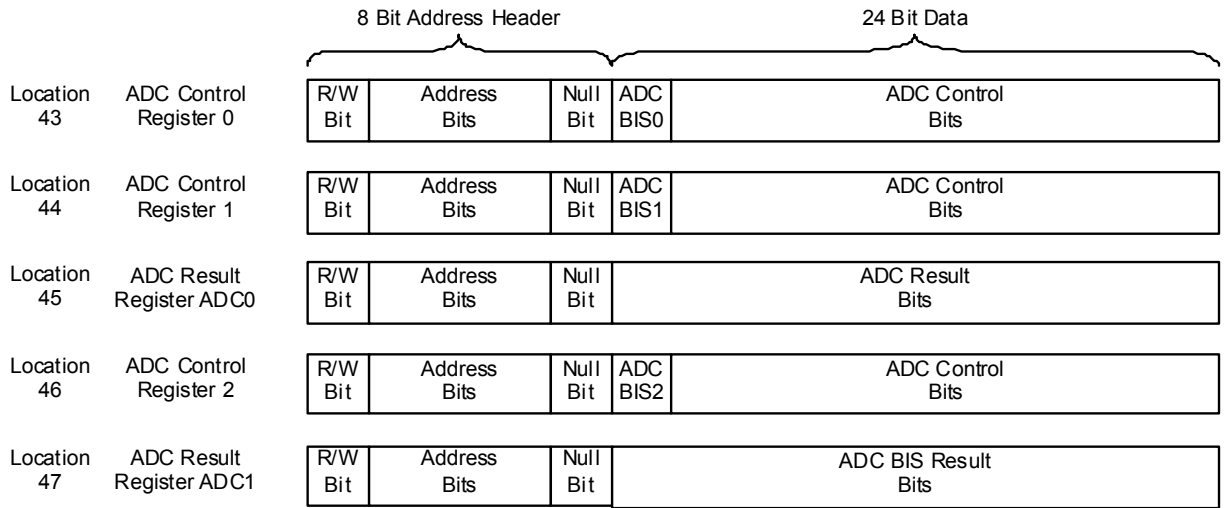 8 Bit Address Header 24 Bit Data
Location ADC Control R/W Address Null ADC ADC Control
43 Register 0 Bit Bits Bit BIS0 Bits
Location ADC Control R/W Address Null ADC ADC Control
44 Register 1 Bit Bits Bit BIS1 Bits
Location ADC Result R/W Address Null ADC Result
45 Register ADC0 Bit Bits Bit Bits
Location ADC Control R/W Address Null ADC ADC Control
46 Register 2 Bit Bits Bit BIS2 Bits
Location ADC Result R/W Address Null ADC BIS Result
47 Register ADC1 Bit Bits Bit Bits